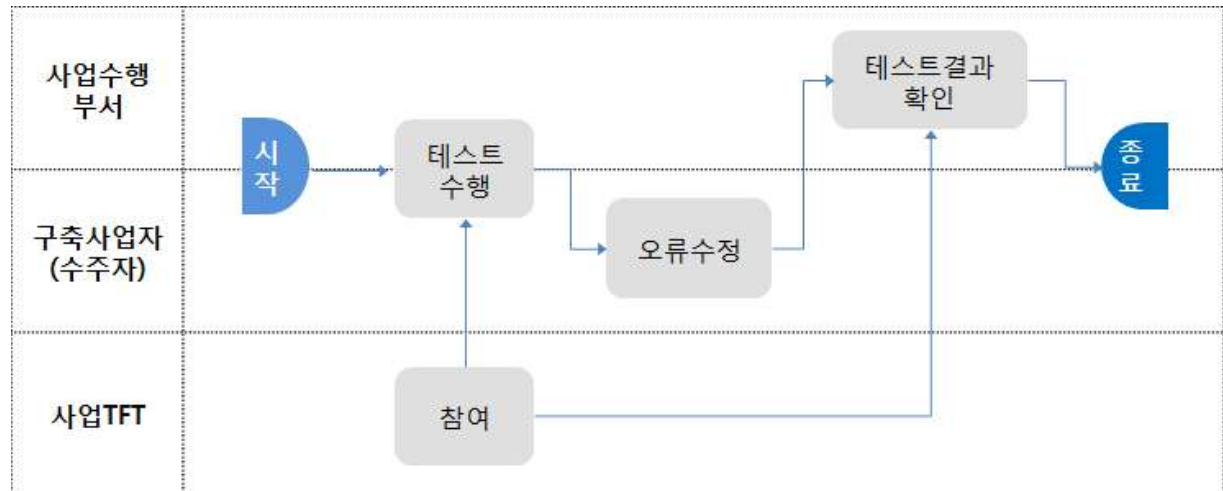 사업수행
부서
시
작
테스트
수행
테스트결과
확인
종
료
구축사업자
(수주자)
오류수정
사업TFT
참여